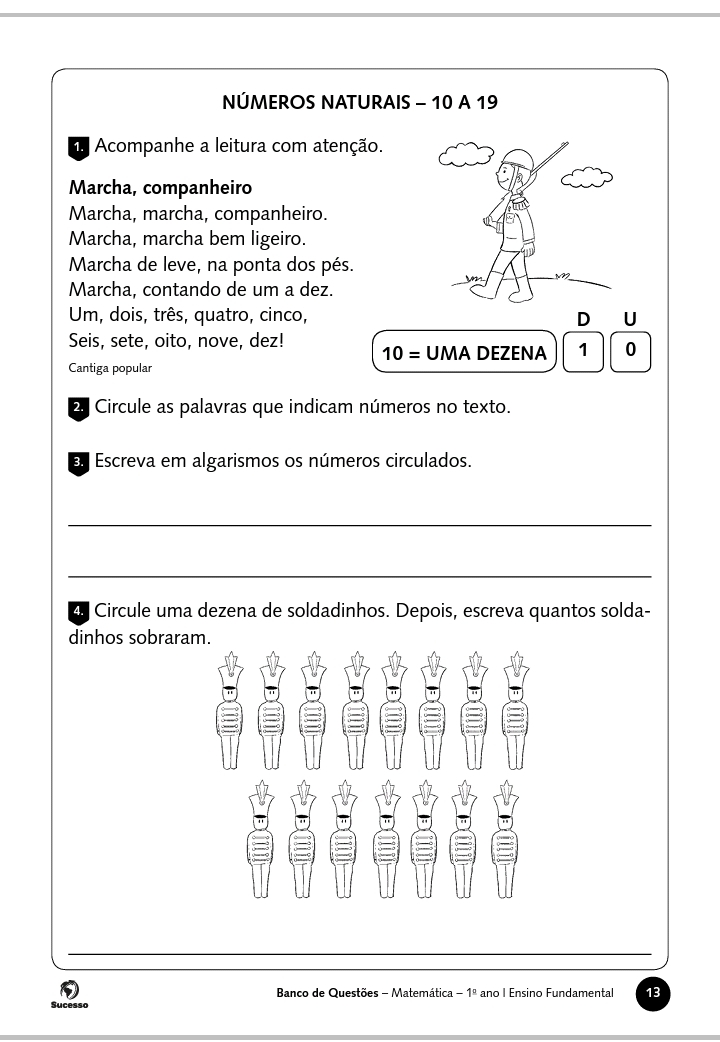 NÚMEROS NATURAIS – 10 A 19
1. Acompanhe a leitura com atenção.
Marcha, companheiro
Marcha, marcha, companheiro.
Marcha, marcha bem ligeiro.
Marcha de leve, na ponta dos pés.
Marcha, contando de um a dez.
Um, dois, três, quatro, cinco,
Seis, sete, oito, nove, dez!
Cantiga popular
D U
10 = UMA DEZENA 1 0
2. Circule as palavras que indicam números no texto.
3. Escreva em algarismos os números circulados.
4. Circule uma dezena de soldadinhos. Depois, escreva quantos solda-
dinhos sobraram.
Sucesso
Banco de Questões – Matemática – 1º ano I Ensino Fundamental
13